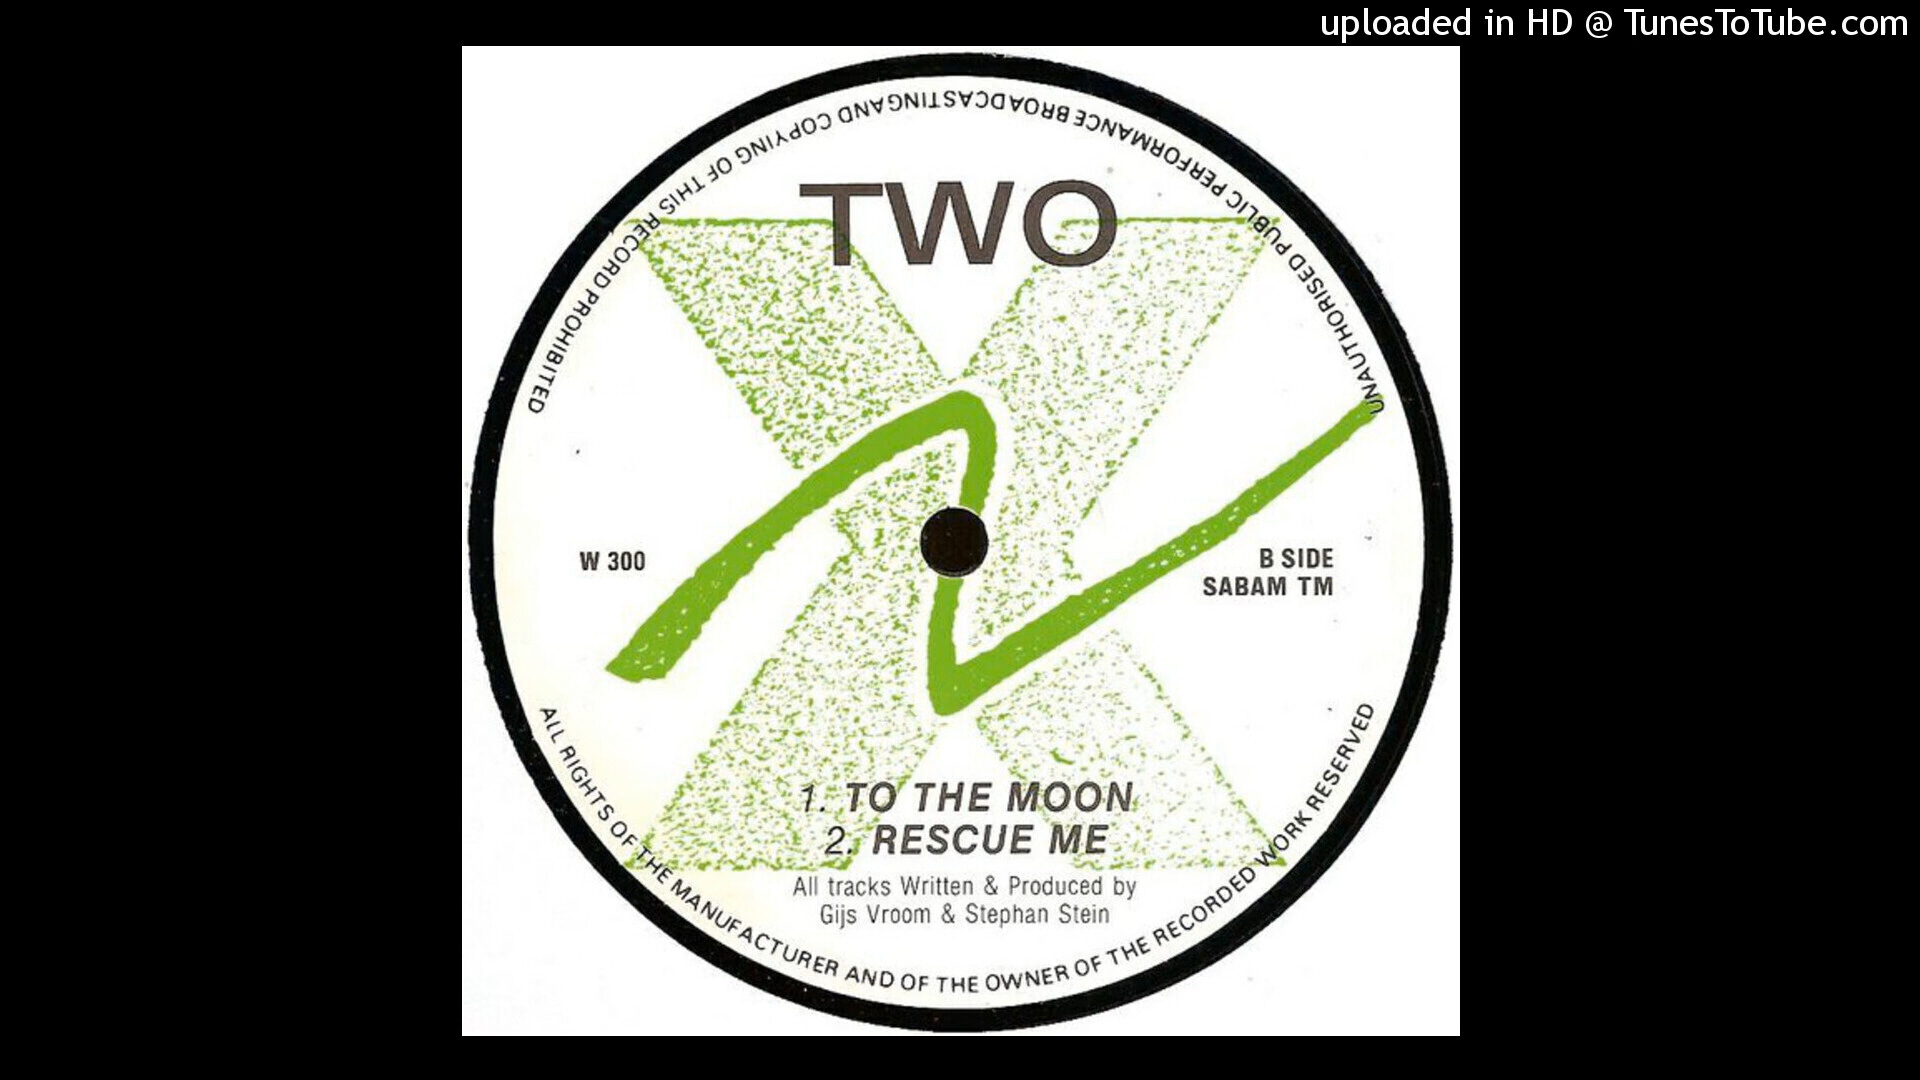 uploaded in HD @ TunesToTube.com
UNAUTHORISED PUBLIC PERFORMANCE BROADCASTING AND COPYING OF THIS RECORD PROHIBITED
TWO
W 300
B SIDE
SABAM TM
1. TO THE MOON
2. RESCUE ME
All tracks Written & Produced by
Gijs Vroom & Stephan Stein
ALL RIGHTS OF THE MANUFACTURER AND OF THE OWNER OF THE RECORDED WORK RESERVED